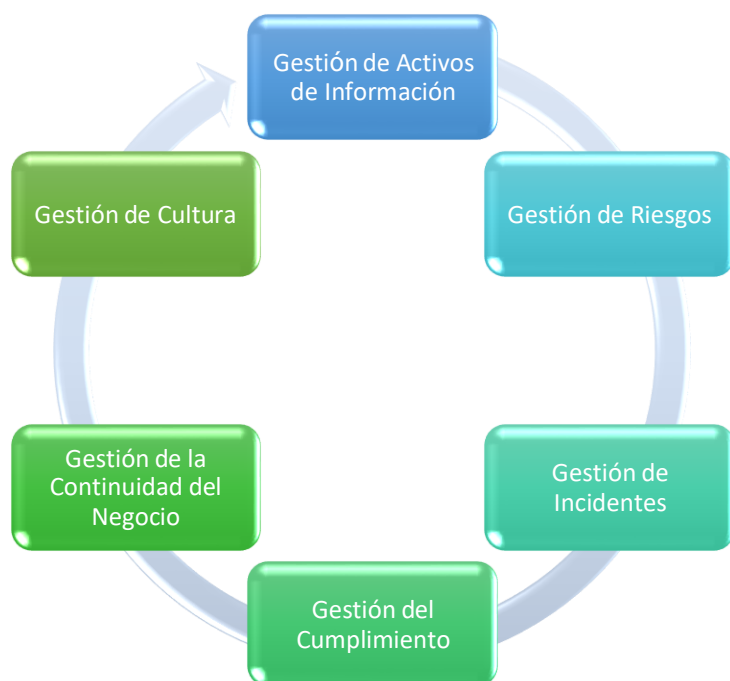 Gestión de Activos
de Información
Gestión de Riesgos
Gestión de
Incidentes
Gestión del
Cumplimiento
Gestión de la
Continuidad del
Negocio
Gestión de Cultura